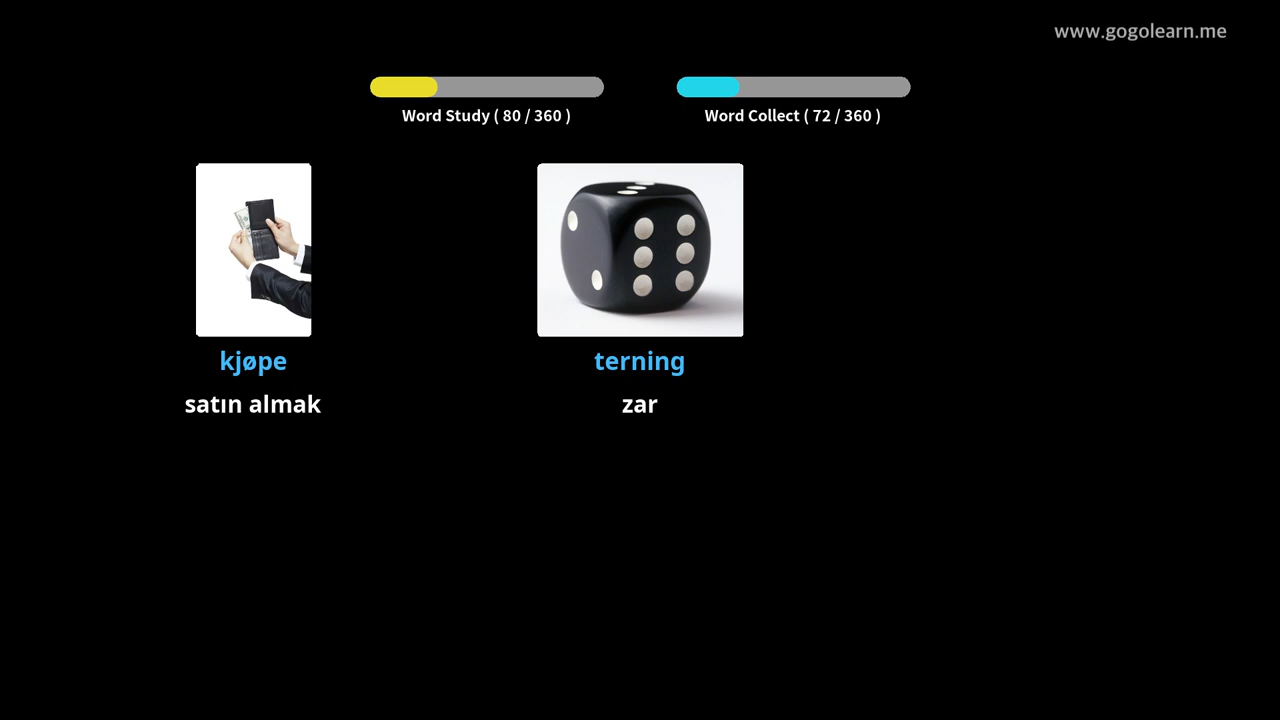 www.gogolearn.me
Word Study ( 80 / 360 )
Word Collect ( 72 / 360 )
kjøpe
terning
satın almak
zar